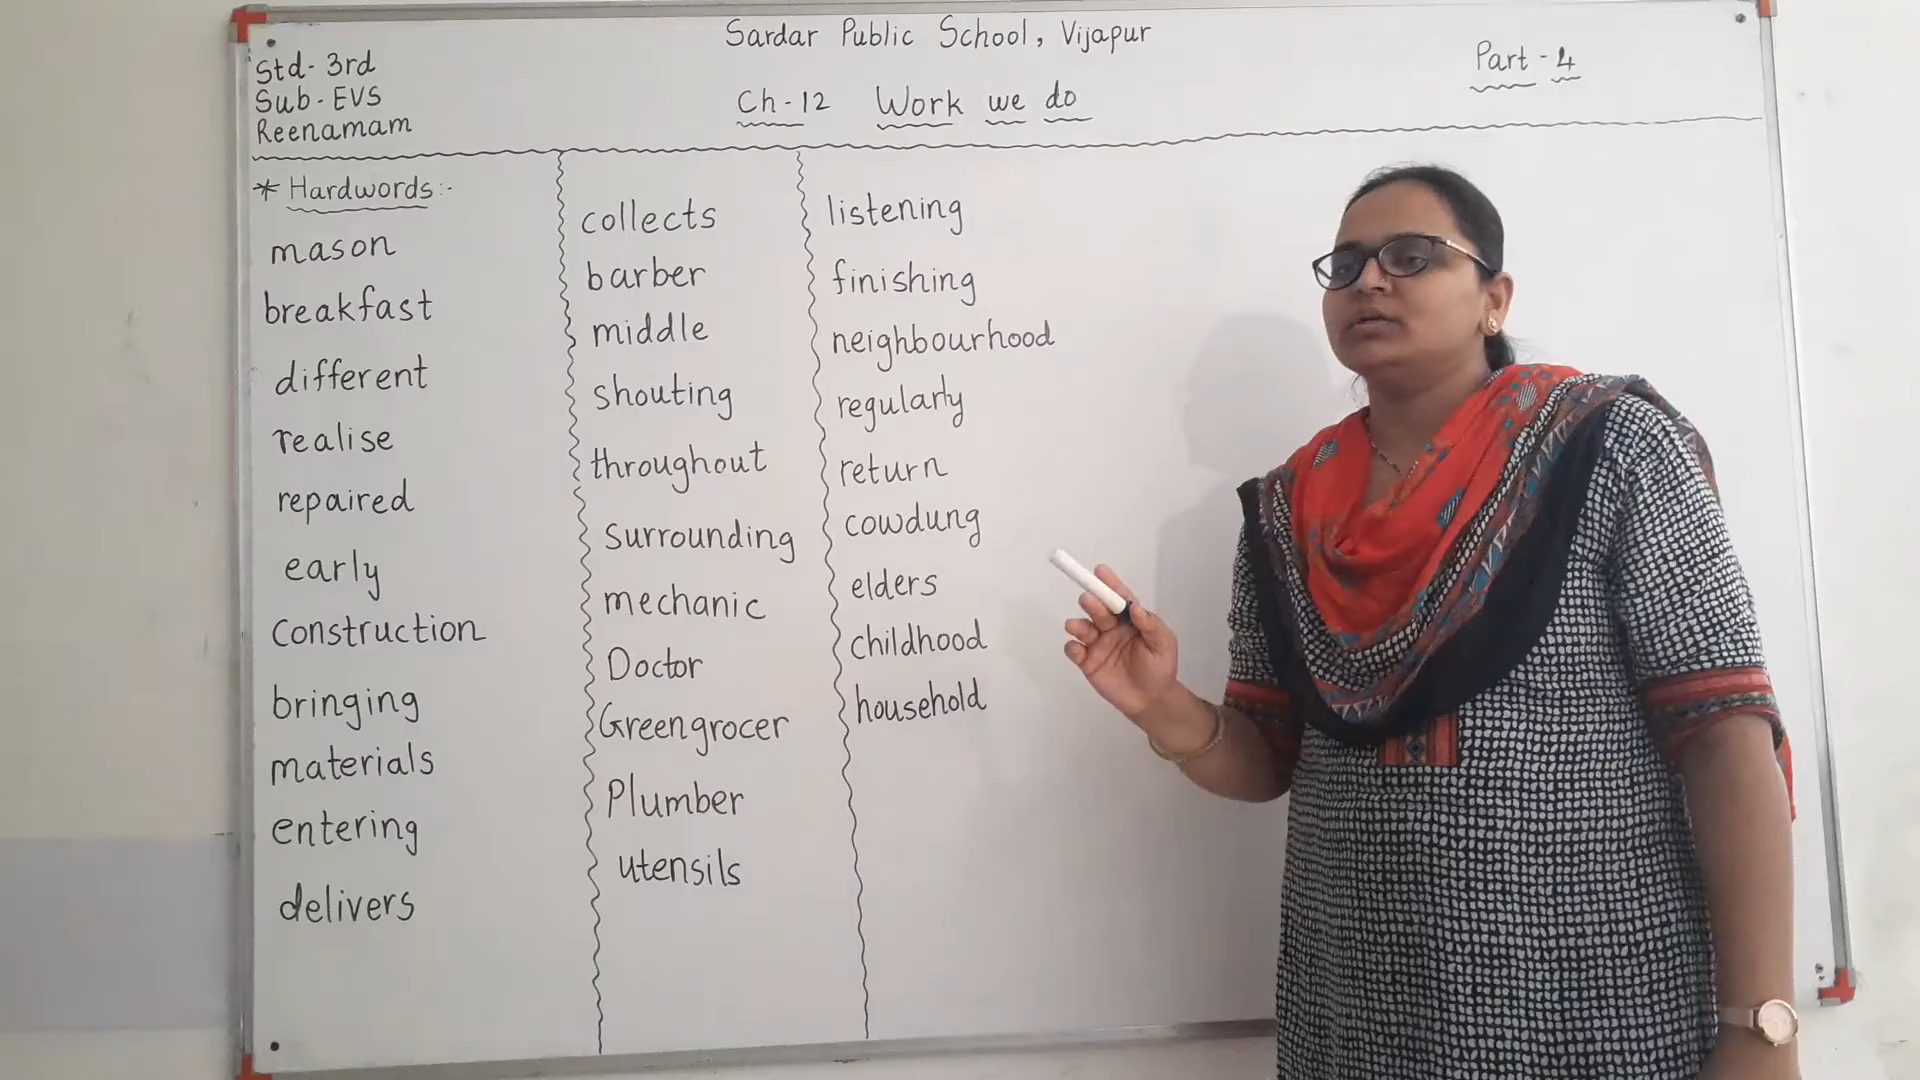 Sardar Public School, Vijapur
Std- 3rd
Sub- EVS
Reenamam
Ch-12 Work we do
Part-4
* Hardwords:-
mason
breakfast
different
realise
repaired
early
construction
bringing
materials
entering
delivers
collects
barber
middle
shouting
throughout
surrounding
mechanic
Doctor
Greengrocer
Plumber
utensils
listening
finishing
neighbourhood
regularly
return
cowdung
elders
childhood
household